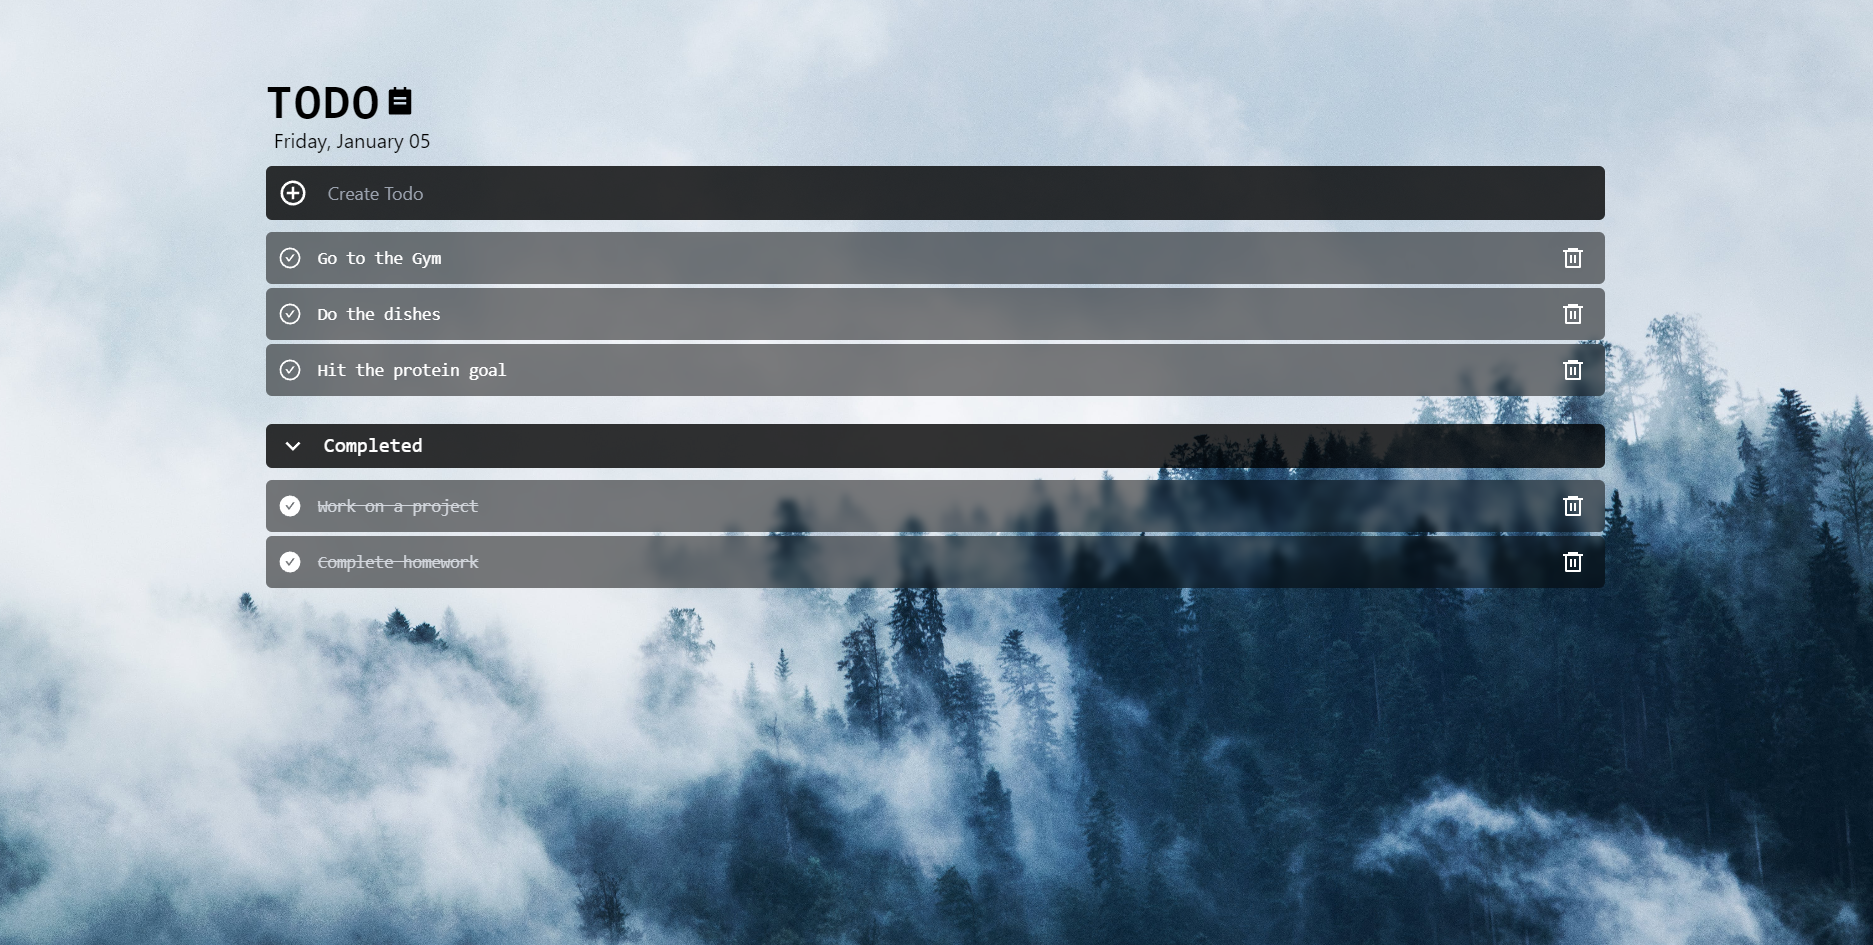 TODO
Friday, January 05
Create Todo
Go to the Gym
Do the dishes
Hit the protein goal
Completed
Work on a project
Complete homework